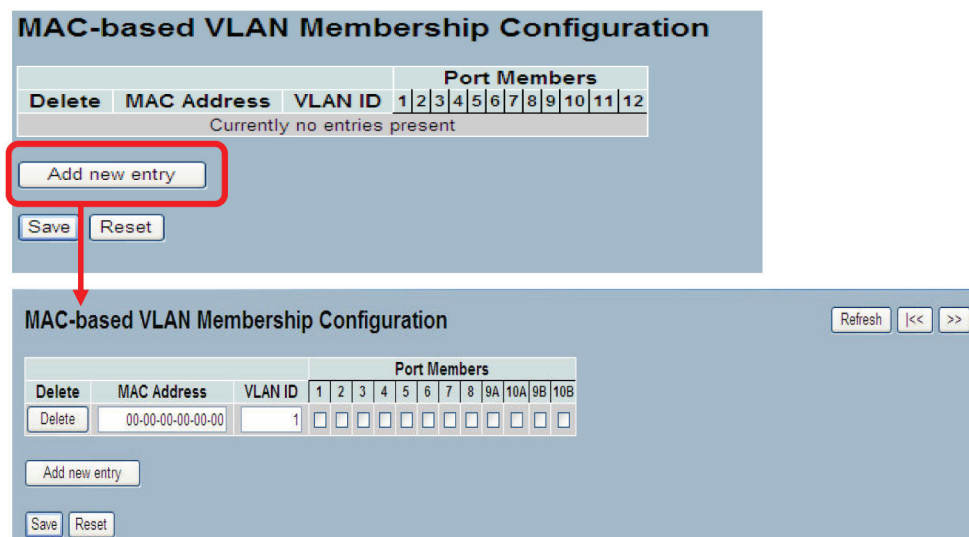 MAC-based VLAN Membership Configuration
Port Members
Delete MAC Address VLAN ID 1 2 3 4 5 6 7 8 9 10 11 12
Currently no entries present
Add new entry
Save Reset
MAC-based VLAN Membership Configuration
Refresh |<< >>
Port Members
Delete MAC Address VLAN ID 1 2 3 4 5 6 7 8 9A 10A 9B 10B
Delete 00-00-00-00-00-00 1
Add new entry
Save Reset